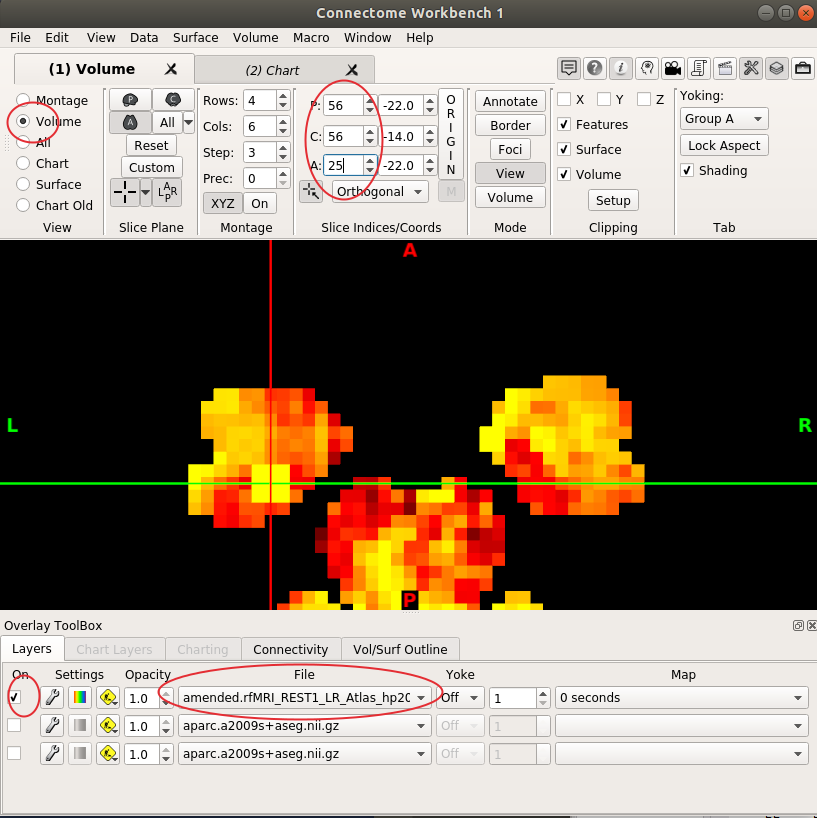 Connectome Workbench 1
File Edit View Data Surface Volume Macro Window Help
(1) Volume
(2) Chart
Montage
Volume
All
Chart
Surface
Chart Old
View
P
C
A
All
Reset
Custom
L A R P
Slice Plane
Rows: 4
Cols: 6
Step: 3
Prec: 0
XYZ On
Montage
P: 56 -22.0
C: 56 -14.0
A: 25 -22.0
ORIGIN
Orthogonal
M
Slice Indices/Coords
Annotate
Border
Foci
View
Volume
Mode
X Y Z
Features
Surface
Volume
Setup
Clipping
Yoking:
Group A
Lock Aspect
Shading
Tab
A
L
R
P
Overlay ToolBox
Layers Chart Layers Charting Connectivity Vol/Surf Outline
On Settings Opacity File Yoke Map
1.0 amended.rfMRI_REST1_LR_Atlas_hp20 Off 1 0 seconds
1.0 aparc.a2009s+aseg.nii.gz Off 1
1.0 aparc.a2009s+aseg.nii.gz Off 1